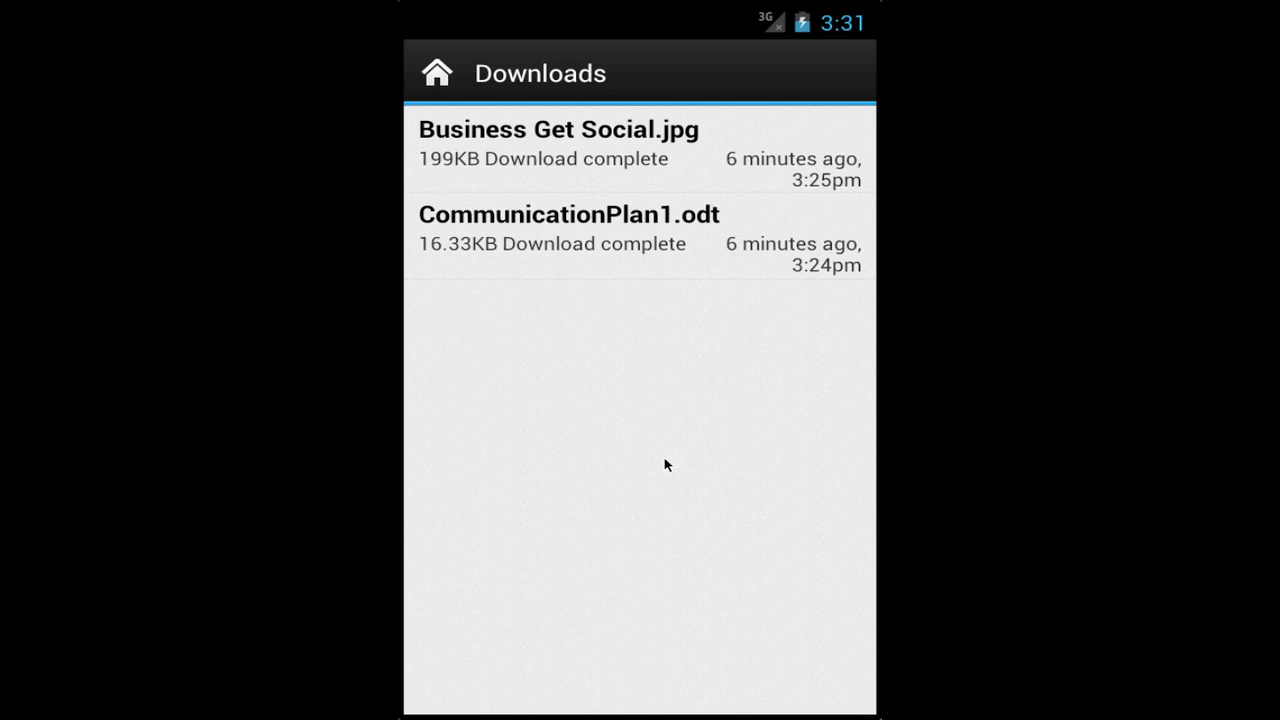 3G 3:31
Downloads
Business Get Social.jpg
199KB Download complete 6 minutes ago,
3:25pm
CommunicationPlan1.odt
16.33KB Download complete 6 minutes ago,
3:24pm